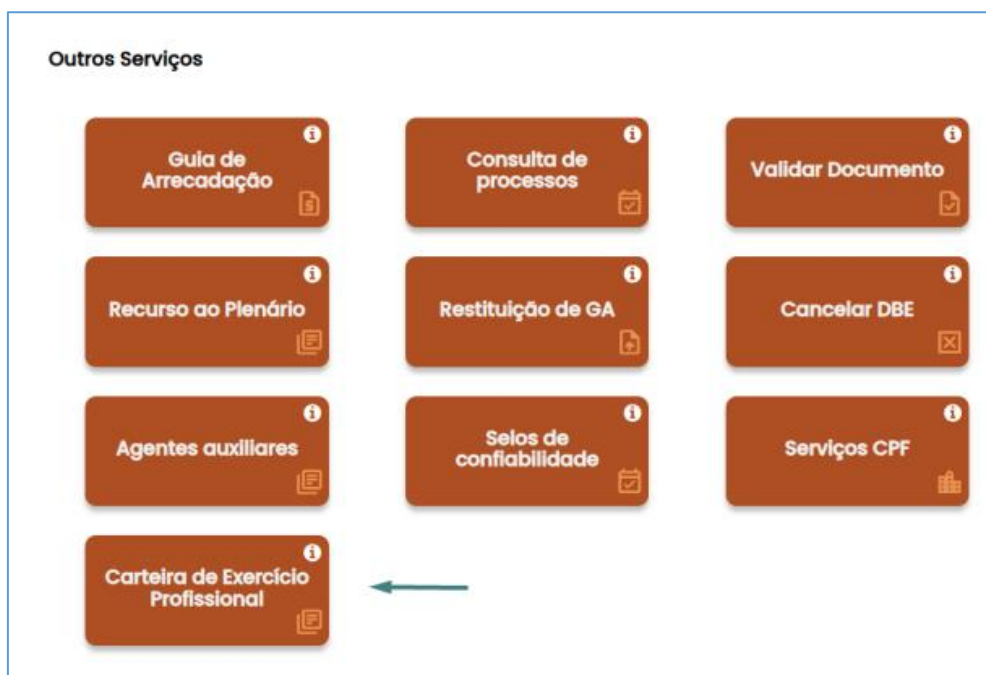 Outros Serviços
Guia de
Arrecadação
Consulta de
processos
Validar Documento
Recurso ao Plenário
Restituição de GA
Cancelar DBE
Agentes auxiliares
Selos de
confiabilidade
Serviços CPF
Carteira de Exercício
Profissional